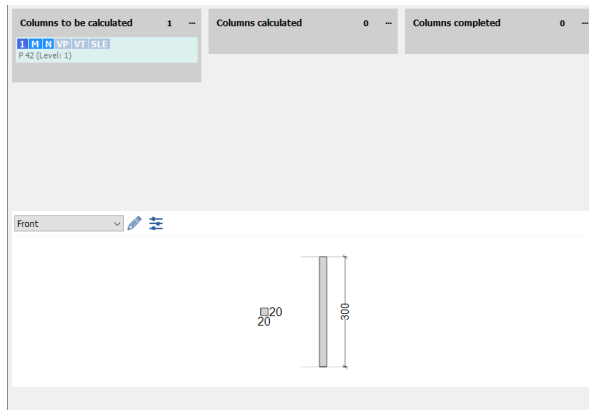 Columns to be calculated 1 ...
Columns calculated 0 ...
Columns completed 0 ...
1 M N VP VT SLE
P 42 (Level: 1)
Front
20
20
300